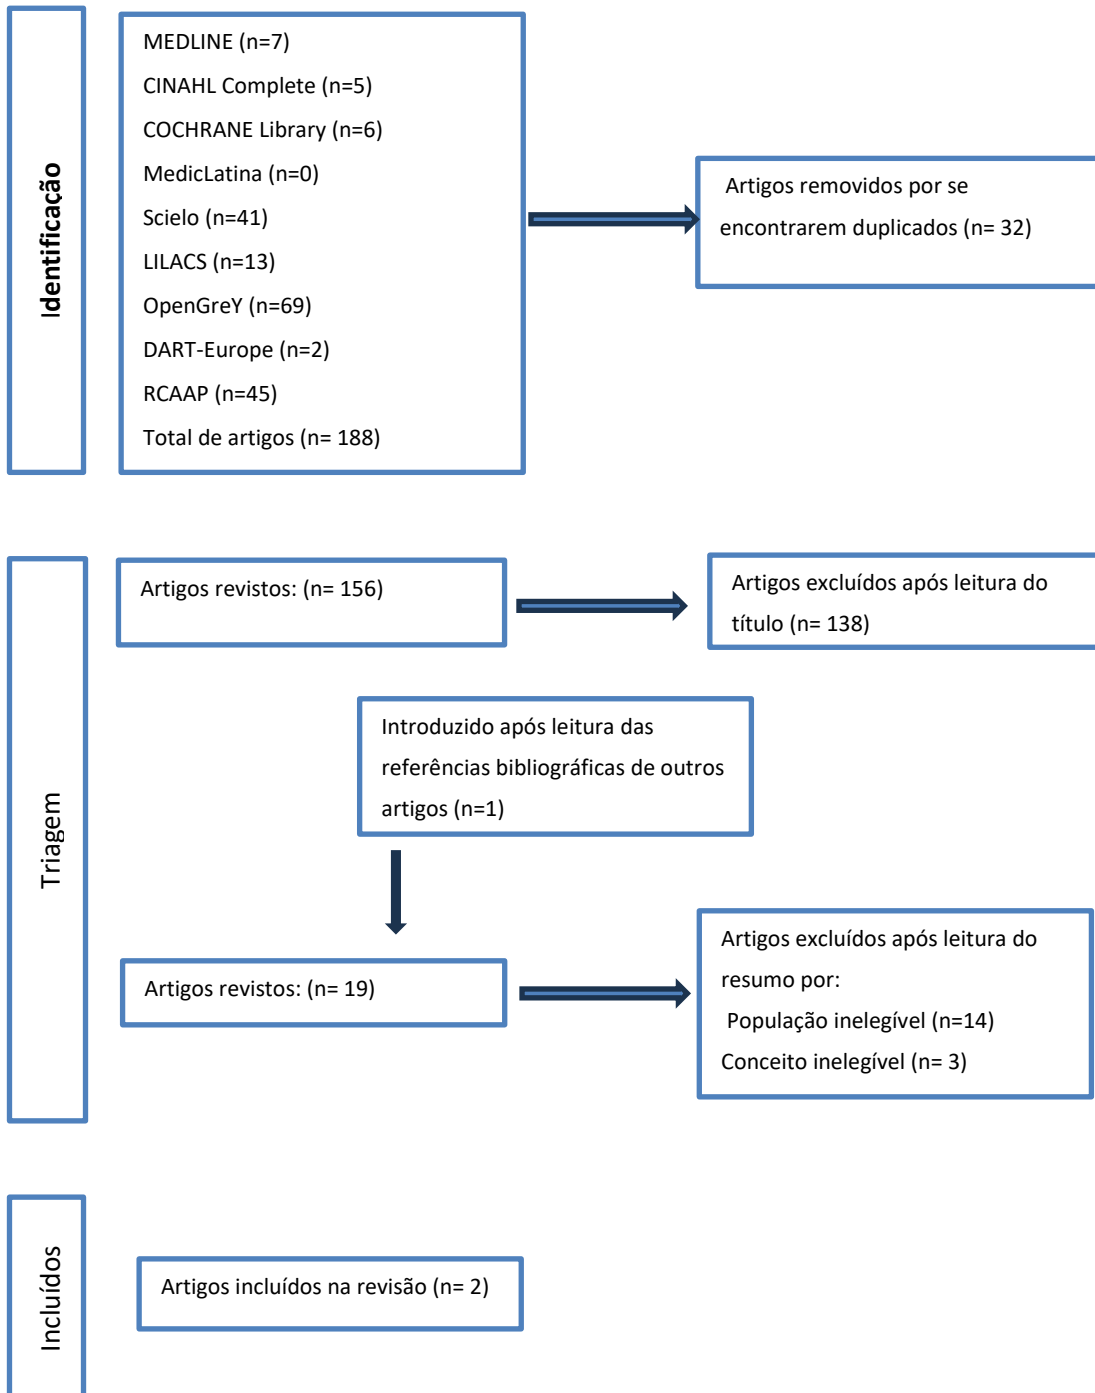 Identificação
MEDLINE (n=7)
CINAHL Complete (n=5)
COCHRANE Library (n=6)
MedicLatina (n=0)
Scielo (n=41)
LILACS (n=13)
OpenGreY (n=69)
DART-Europe (n=2)
RCAAP (n=45)
Total de artigos (n= 188)
Artigos removidos por se
encontrarem duplicados (n= 32)
Triagem
Artigos revistos: (n= 156)
Artigos excluídos após leitura do
título (n= 138)
Introduzido após leitura das
referências bibliográficas de outros
artigos (n=1)
Artigos revistos: (n= 19)
Artigos excluídos após leitura do
resumo por:
População inelegível (n=14)
Conceito inelegível (n= 3)
Incluídos
Artigos incluídos na revisão (n= 2)